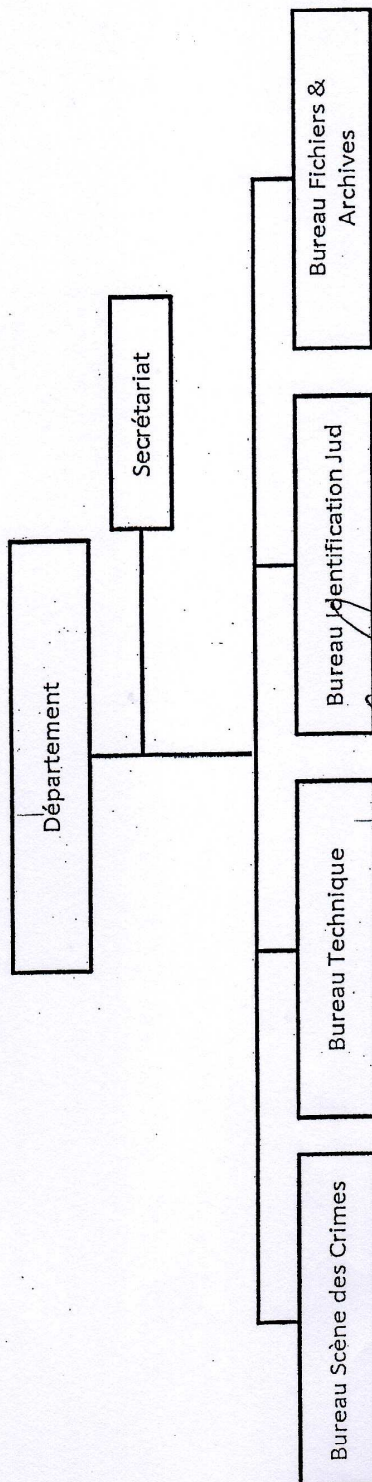 Département
Secrétariat
Bureau Scène des Crimes
Bureau Technique
Bureau Identification Jud
Bureau Fichiers &
Archives